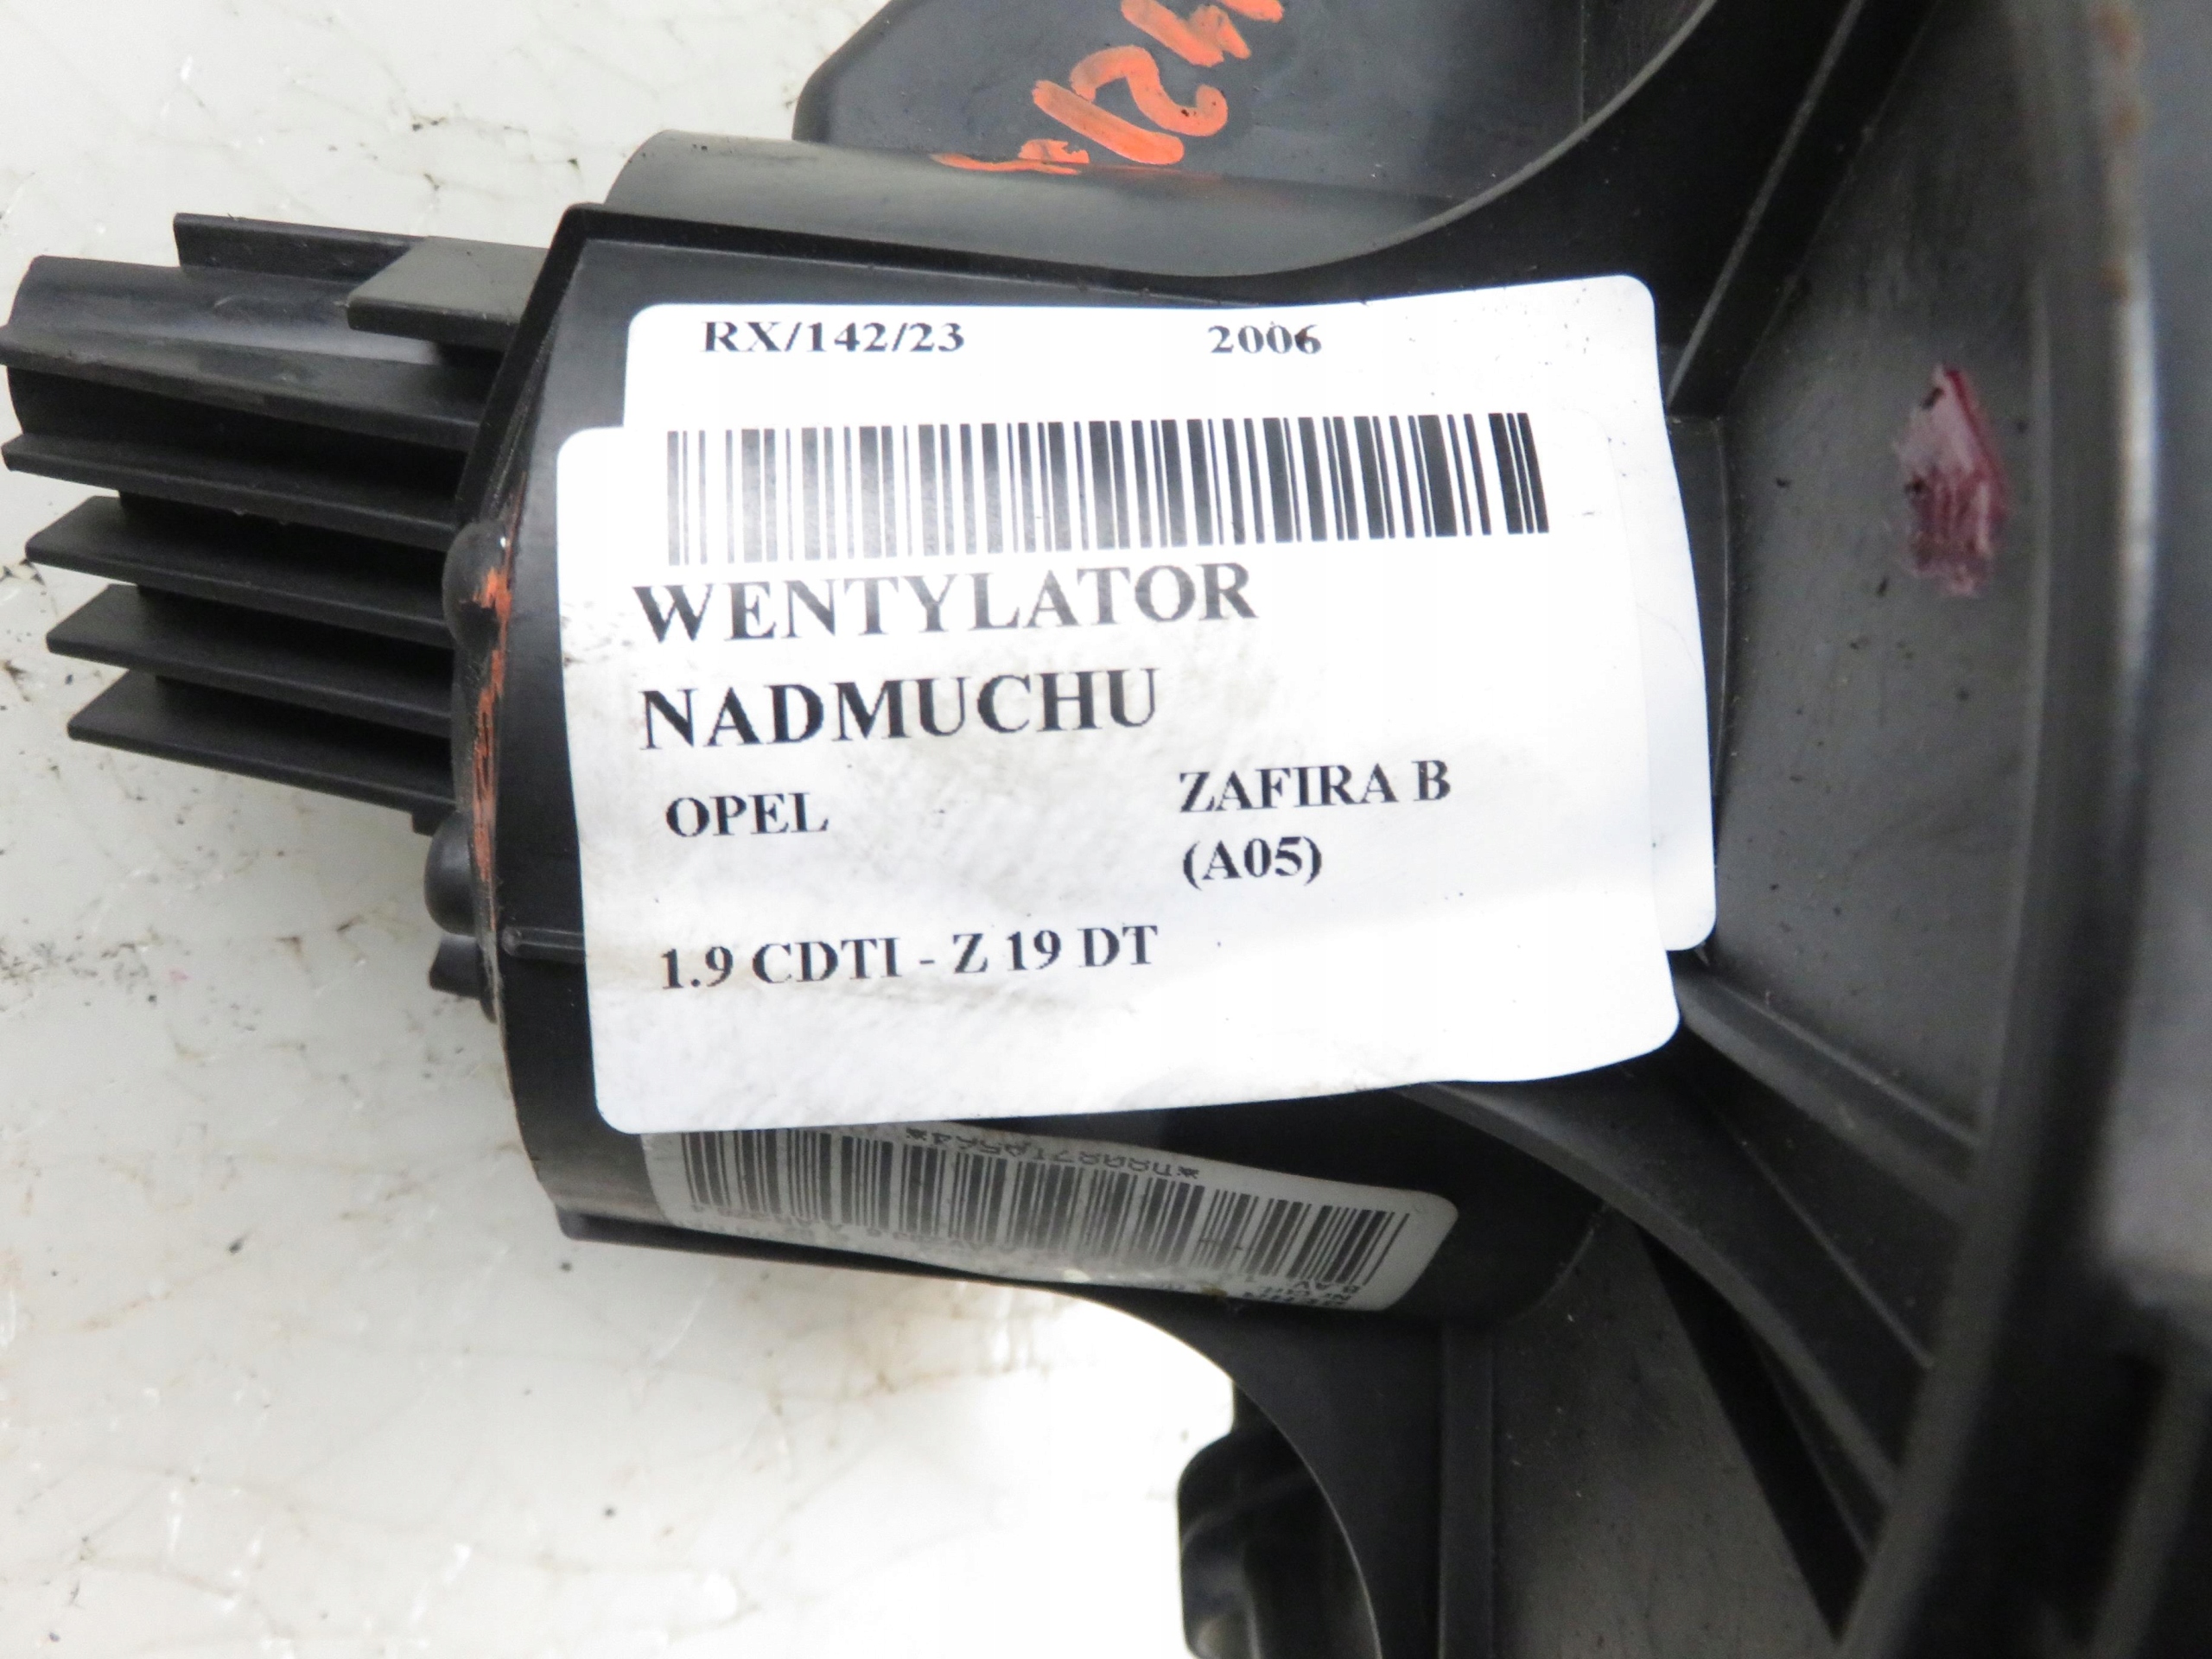 RX/142/23 2006
WENTYLATOR
NADMUCHU
OPEL ZAFIRA B
(A05)
1.9 CDTI - Z 19 DT